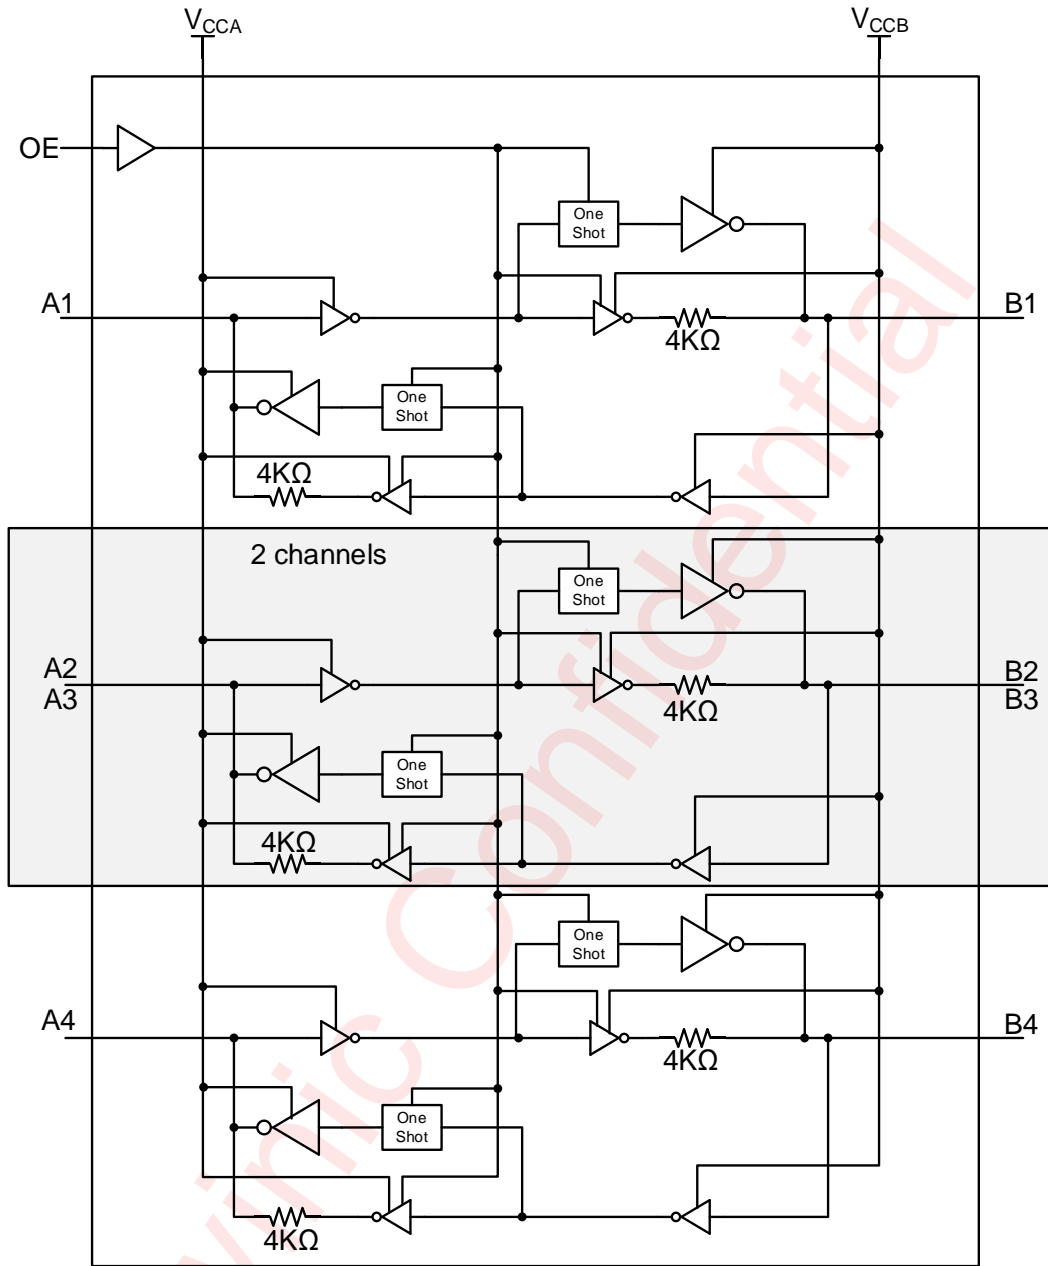 VCCA
VCCB
OE
One
Shot
A1
B1
4KΩ
One
Shot
4KΩ
2 channels
One
Shot
A2
A3
B2
B3
4KΩ
One
Shot
4KΩ
One
Shot
A4
B4
4KΩ
One
Shot
4KΩ
vinic Confidential